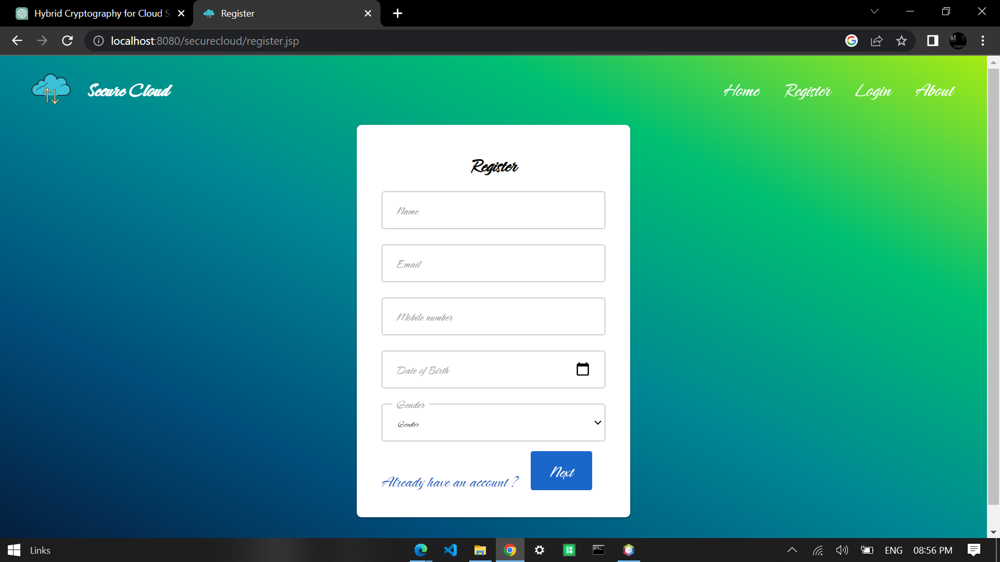 Hybrid Cryptography for Cloud S
Register
localhost:8080/securecloud/register.jsp
Secure Cloud
Home
Register
Login
About
Register
Name
Email
Mobile number
Date of Birth
Gender
Gender
Already have an account ?
Next
Links
ENG
08:56 PM